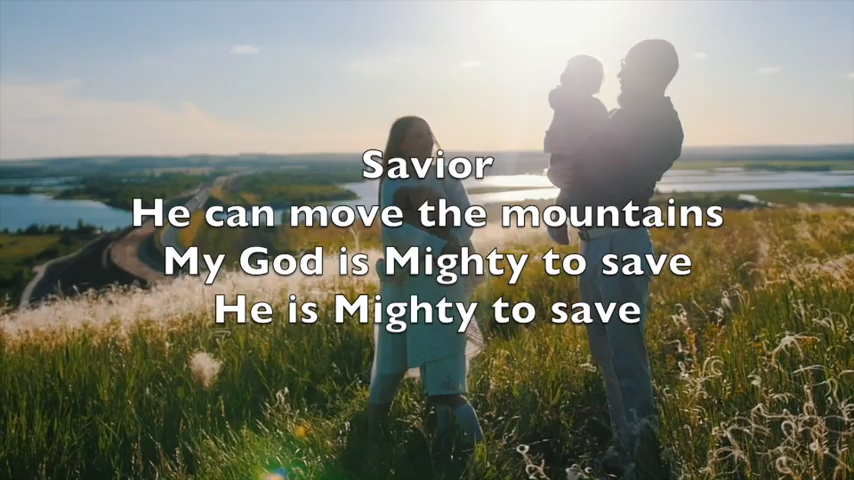 Savior
He can move the mountains
My God is Mighty to save
He is Mighty to save